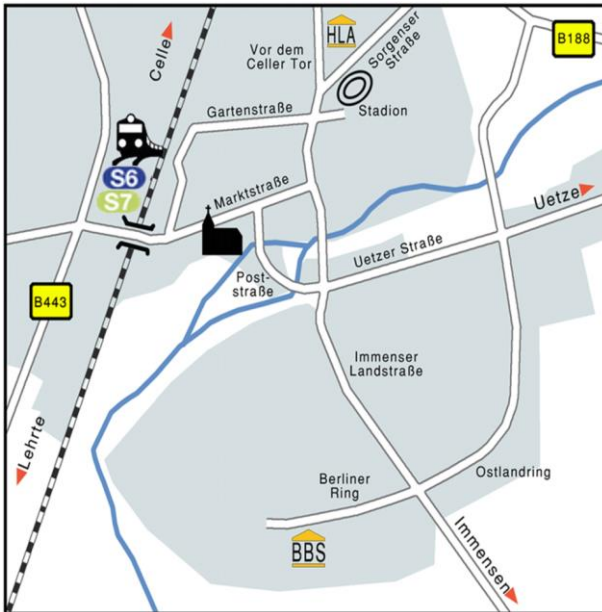 HLA
B188
Celle
Vor dem
Celler Tor
Sorgenser
Straße
Gartenstraße
Stadion
S6
S7
Marktstraße
Uetze
Uetzer Straße
Post-
straße
B443
Immenser
Landstraße
Lehrte
Berliner
Ring
Ostlandring
BBS
Immensen